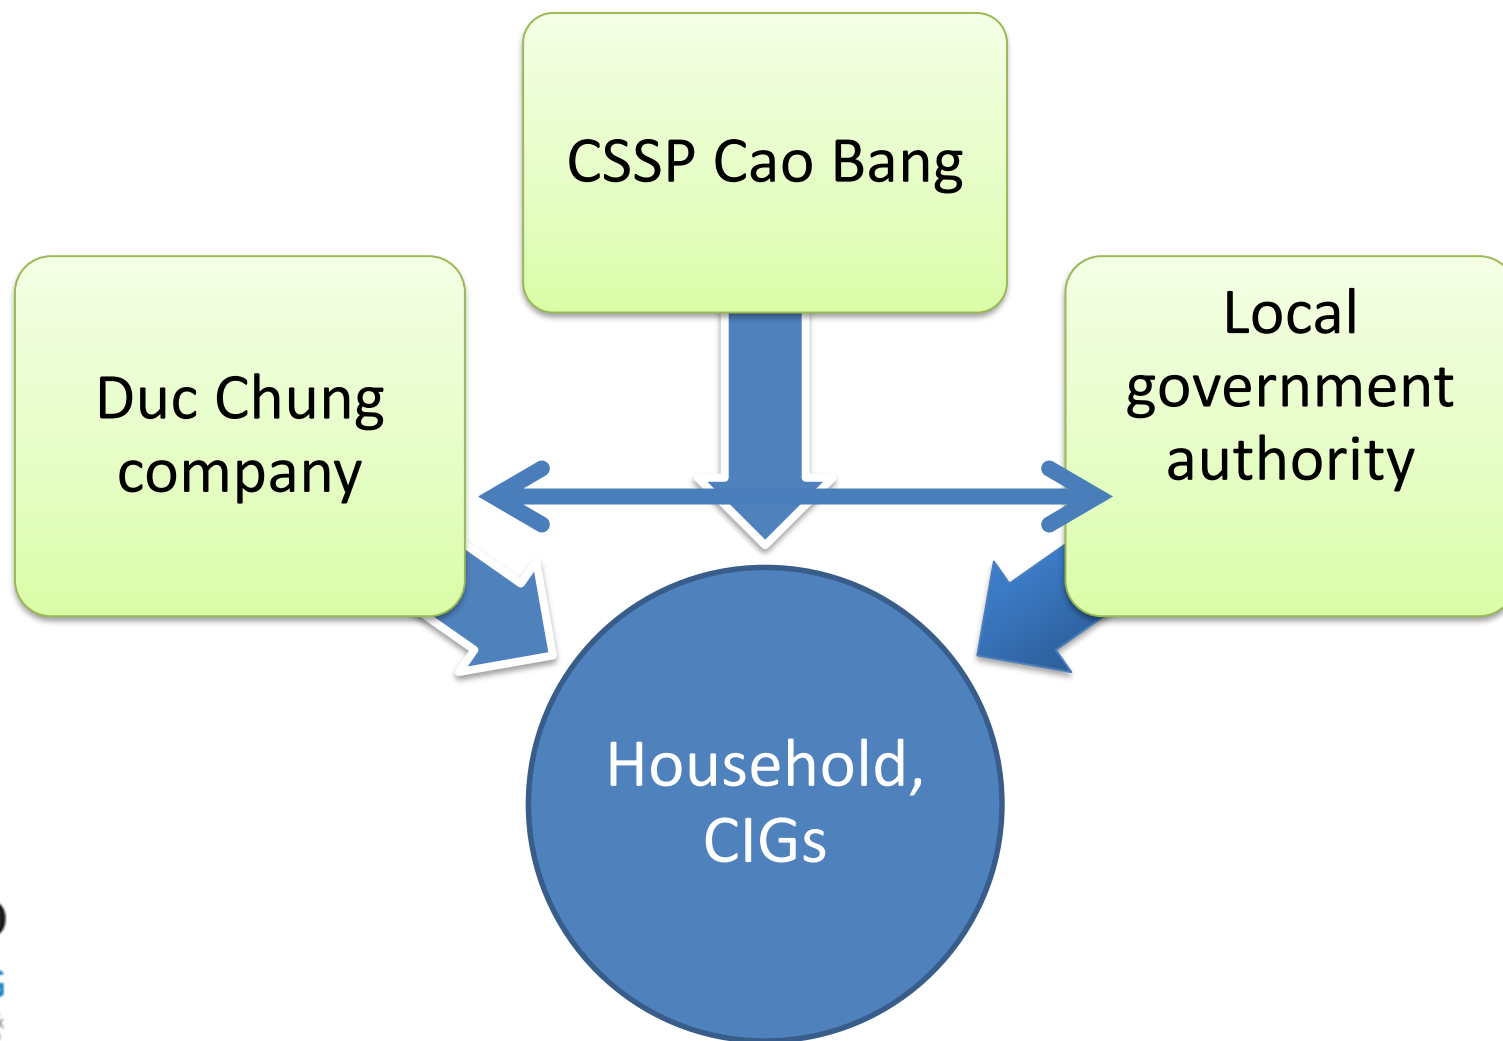 CSSP Cao Bang
Duc Chung
company
Local
government
authority
Household,
CIGs